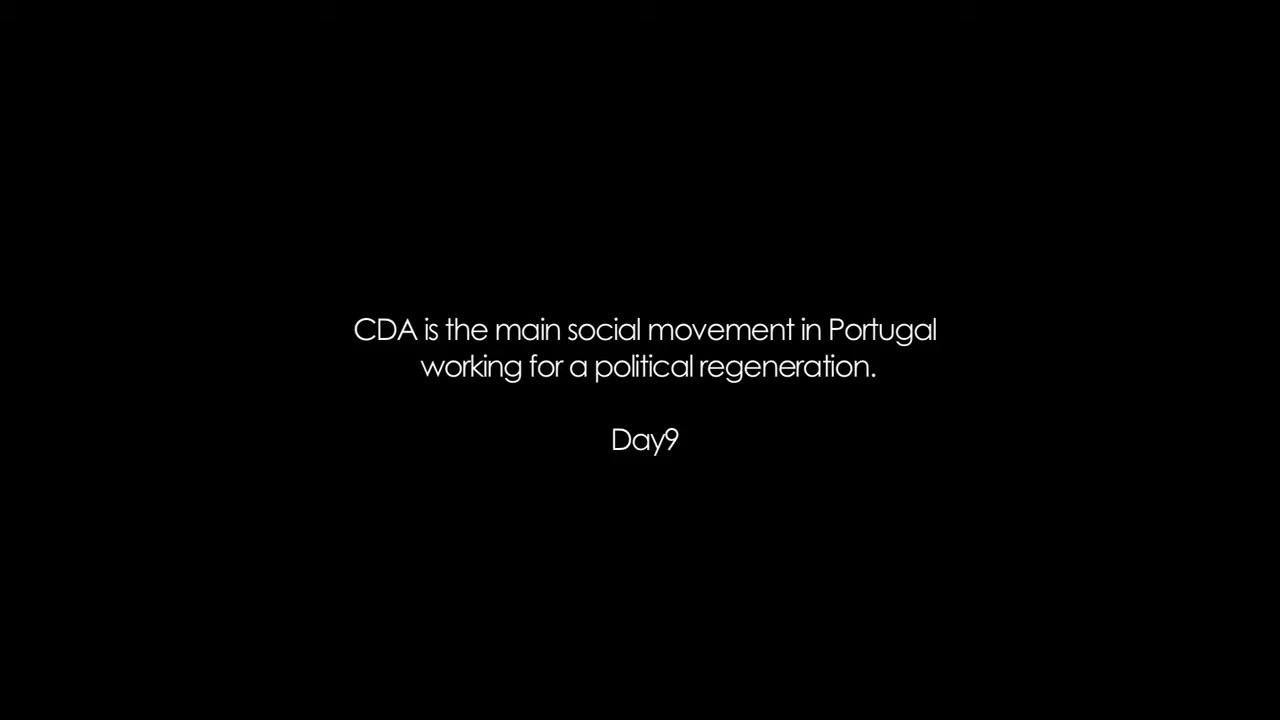 CDA is the main social movement in Portugal
working for a political regeneration.
Day9